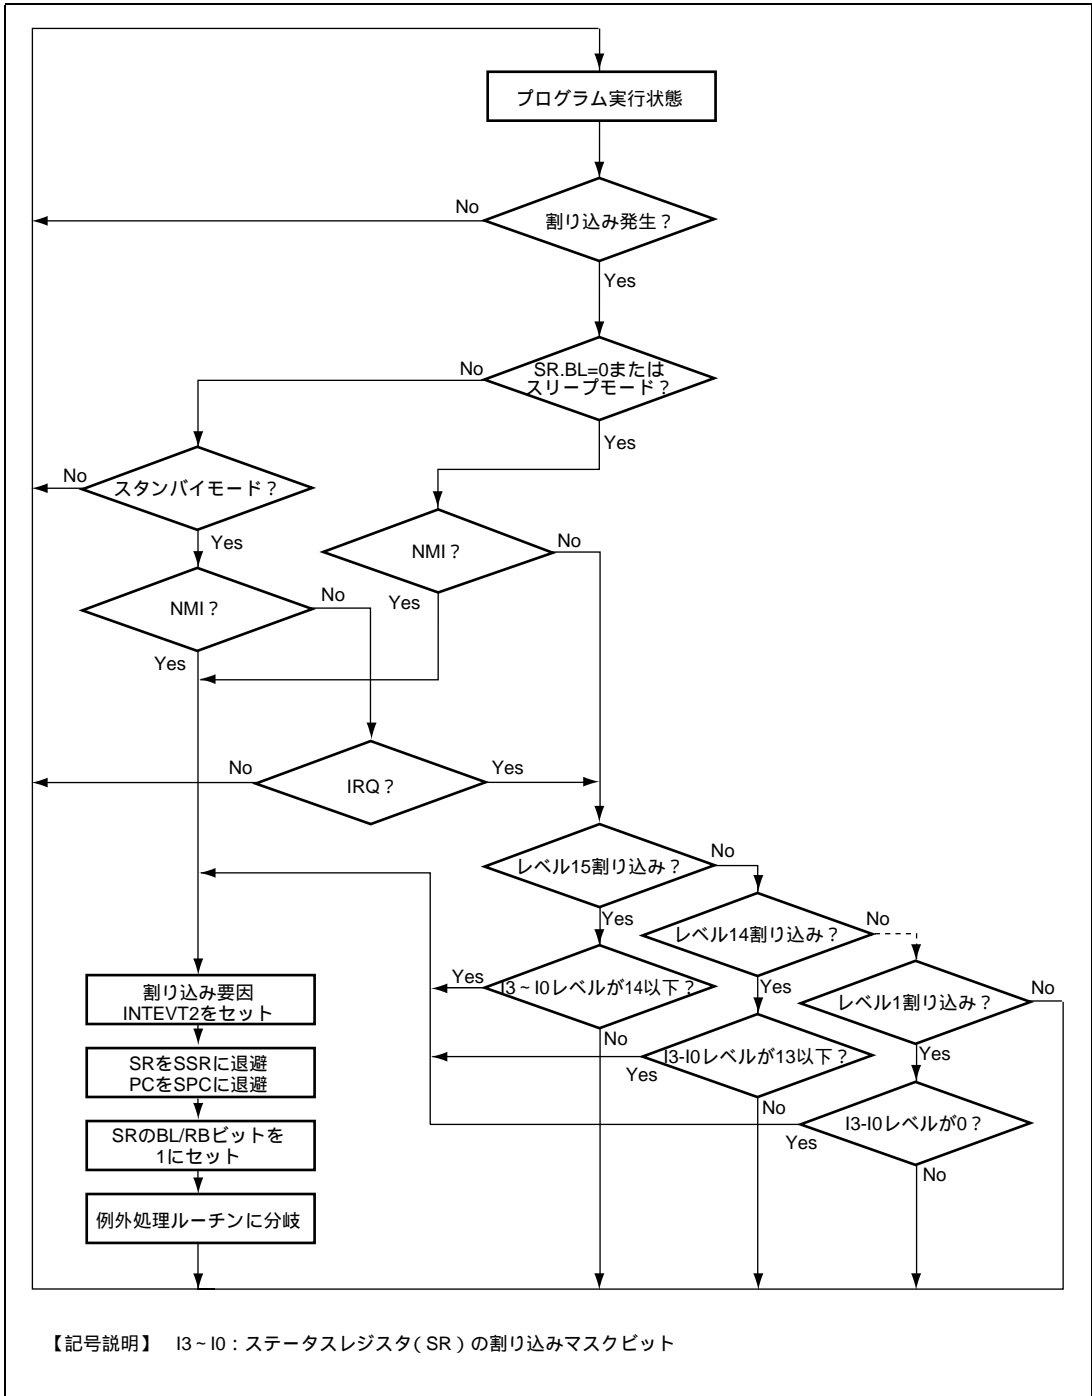 プログラム実行状態
割り込み発生？
No
Yes
SR.BL=0または
スリープモード？
No
Yes
スタンバイモード？
No
Yes
NMI？
No
Yes
NMI？
No
Yes
IRQ？
No
Yes
レベル15割り込み？
No
Yes
レベル14割り込み？
No
Yes
レベル1割り込み？
No
Yes
I3～I0レベルが14以下？
Yes
No
I3-I0レベルが13以下？
Yes
No
I3-I0レベルが0？
Yes
No
割り込み要因
INTEVT2をセット
SRをSSRに退避
PCをSPCに退避
SRのBL/RBビットを
1にセット
例外処理ルーチンに分岐
【記号説明】 I3～I0：ステータスレジスタ(SR)の割り込みマスクビット